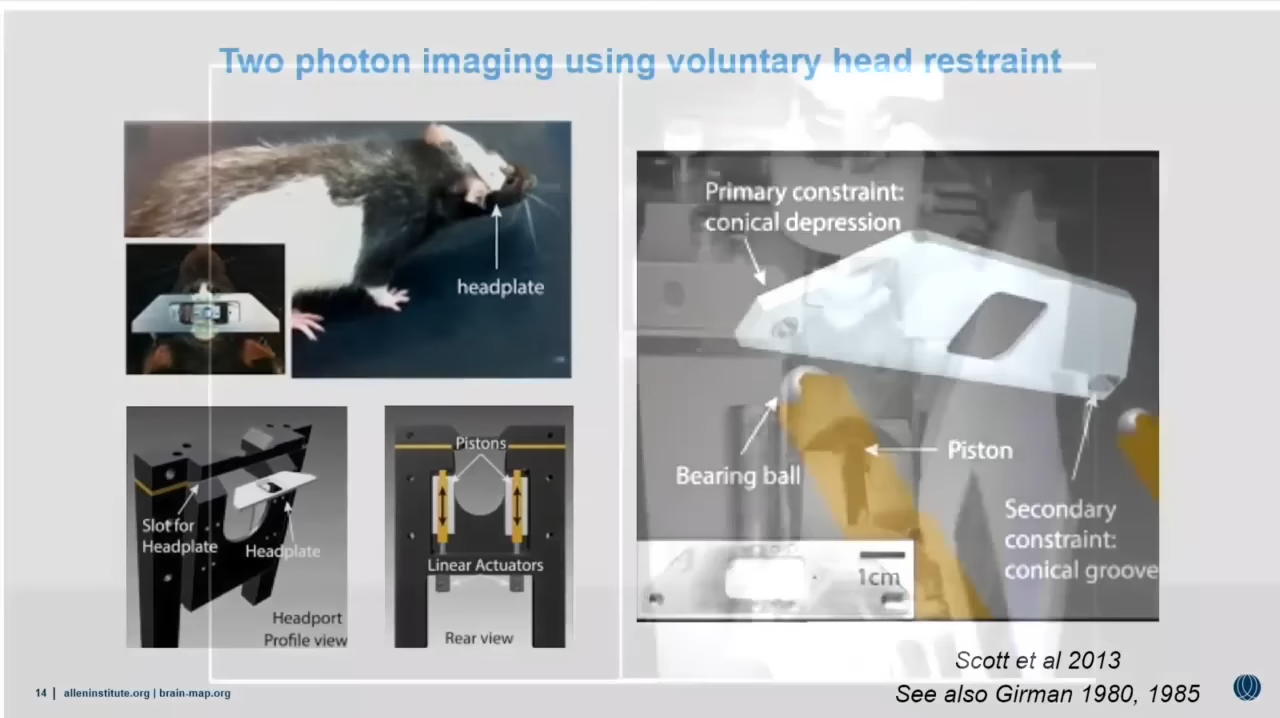 Two photon imaging using voluntary head restraint
headplate
Slot for
Headplate
Headplate
Headport
Profile view
Pistons
Linear Actuators
Rear view
Primary constraint:
conical depression
Bearing ball
Piston
Secondary
constraint:
conical groove
1cm
Scott et al 2013
See also Girman 1980, 1985
14 | alleninstitute.org | brain-map.org